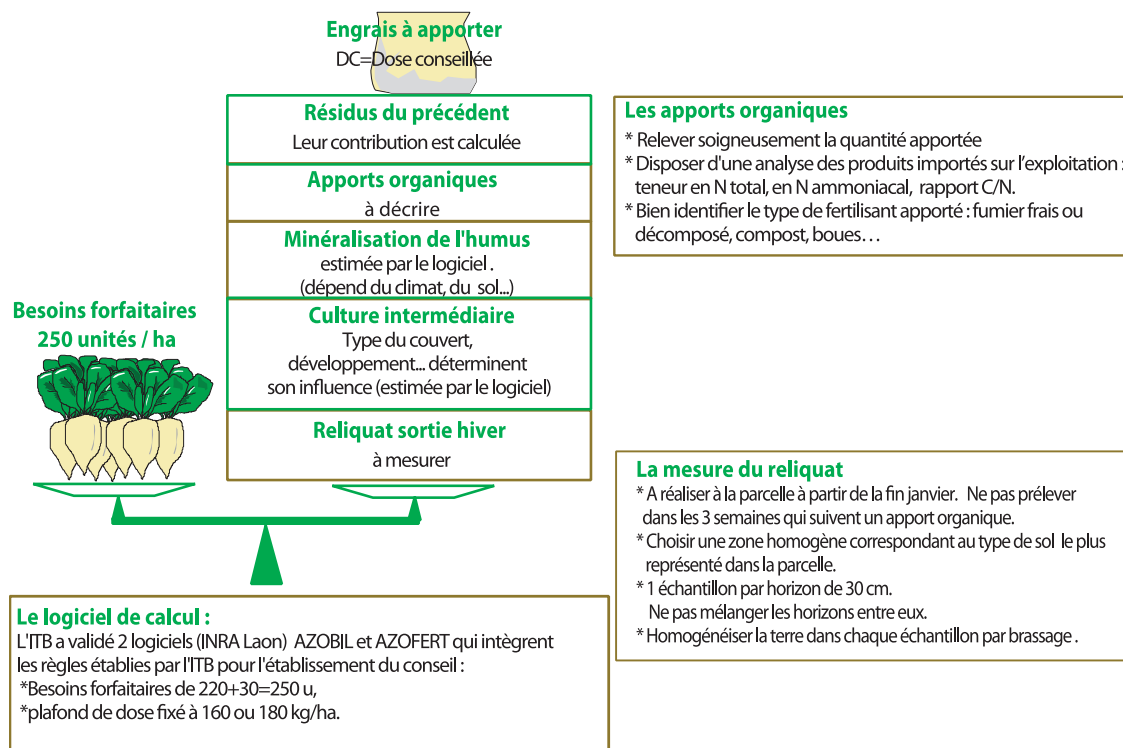 Engrais à apporter
DC=Dose conseillée
Résidus du précédent
Leur contribution est calculée
Apports organiques
à décrire
Minéralisation de l'humus
estimée par le logiciel .
(dépend du climat, du sol...)
Culture intermédiaire
Type du couvert,
développement... déterminent
son influence (estimée par le logiciel)
Reliquat sortie hiver
à mesurer
Besoins forfaitaires
250 unités / ha
Les apports organiques
* Relever soigneusement la quantité apportée
* Disposer d'une analyse des produits importés sur l'exploitation :
teneur en N total, en N ammoniacal, rapport C/N.
* Bien identifier le type de fertilisant apporté : fumier frais ou
décomposé, compost, boues…
La mesure du reliquat
* A réaliser à la parcelle à partir de la fin janvier. Ne pas prélever
dans les 3 semaines qui suivent un apport organique.
* Choisir une zone homogène correspondant au type de sol le plus
représenté dans la parcelle.
* 1 échantillon par horizon de 30 cm.
Ne pas mélanger les horizons entre eux.
* Homogénéiser la terre dans chaque échantillon par brassage .
Le logiciel de calcul :
L'ITB a validé 2 logiciels (INRA Laon) AZOBIL et AZOFERT qui intègrent
les règles établies par l'ITB pour l'établissement du conseil :
*Besoins forfaitaires de 220+30=250 u,
*plafond de dose fixé à 160 ou 180 kg/ha.